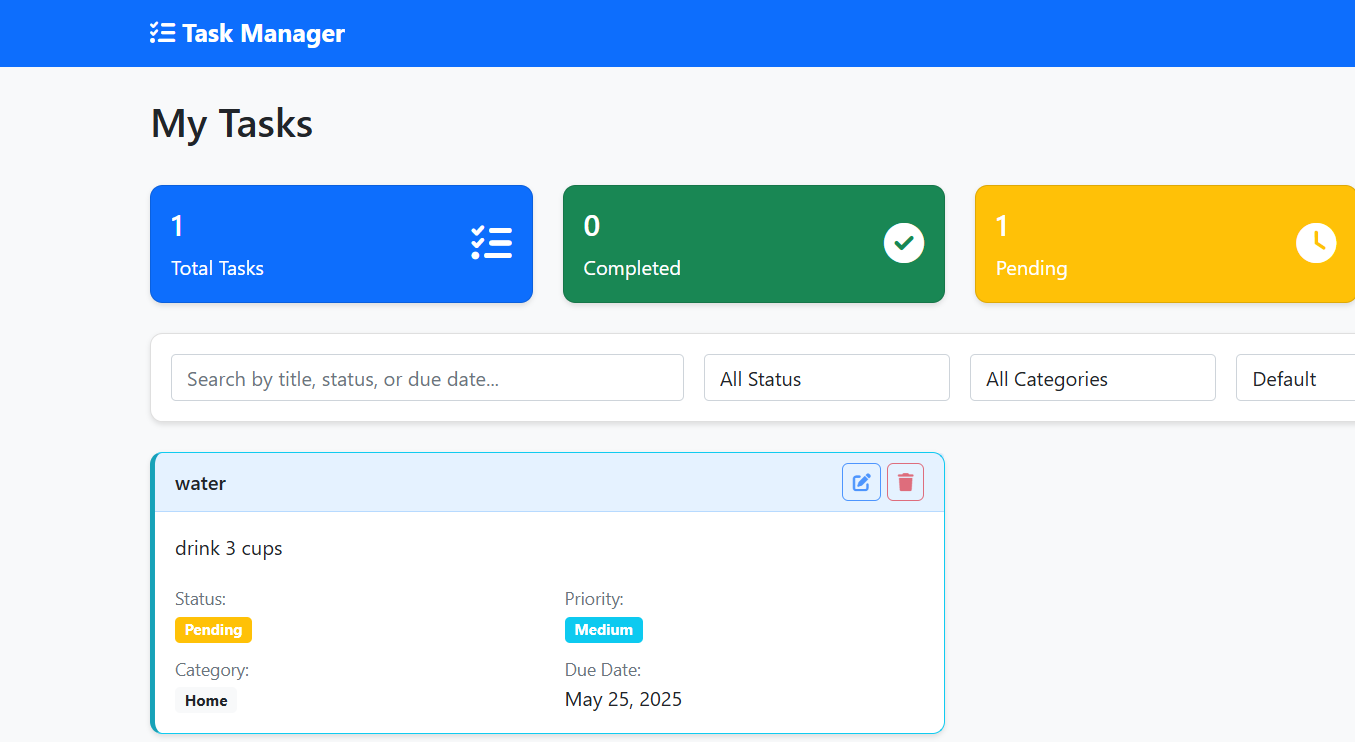 Task Manager
My Tasks
1
Total Tasks
0
Completed
1
Pending
Search by title, status, or due date...
All Status
All Categories
Default
water
drink 3 cups
Status:
Priority:
Pending
Medium
Category:
Due Date:
Home
May 25, 2025